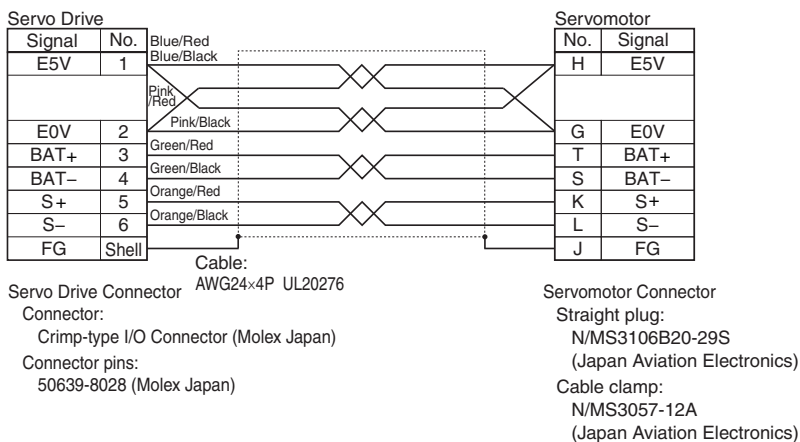 Servo Drive
Servomotor
Signal No.
No. Signal
Blue/Red
Blue/Black
E5V 1
H E5V
Pink
/Red
Pink/Black
E0V 2
G E0V
Green/Red
BAT+ 3
T BAT+
Green/Black
BAT− 4
S BAT−
Orange/Red
S+ 5
K S+
Orange/Black
S− 6
L S−
FG Shell
J FG
Cable:
AWG24×4P UL20276
Servo Drive Connector
Connector:
Crimp-type I/O Connector (Molex Japan)
Connector pins:
50639-8028 (Molex Japan)
Servomotor Connector
Straight plug:
N/MS3106B20-29S
(Japan Aviation Electronics)
Cable clamp:
N/MS3057-12A
(Japan Aviation Electronics)